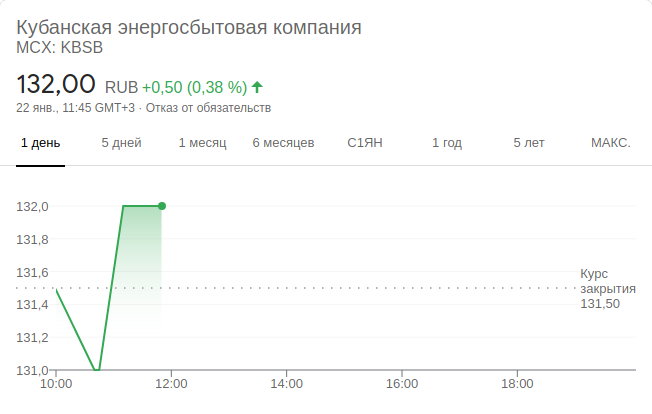 Кубанская энергосбытовая компания
MCX: KBSB
132,00 RUB +0,50 (0,38 %)
22 янв., 11:45 GMT+3 · Отказ от обязательств
1 день 5 дней 1 месяц 6 месяцев С1ЯН 1 год 5 лет МАКС.
132,0
131,8
131,6
131,4
131,2
131,0
Курс
закрытия
131,50
10:00 12:00 14:00 16:00 18:00